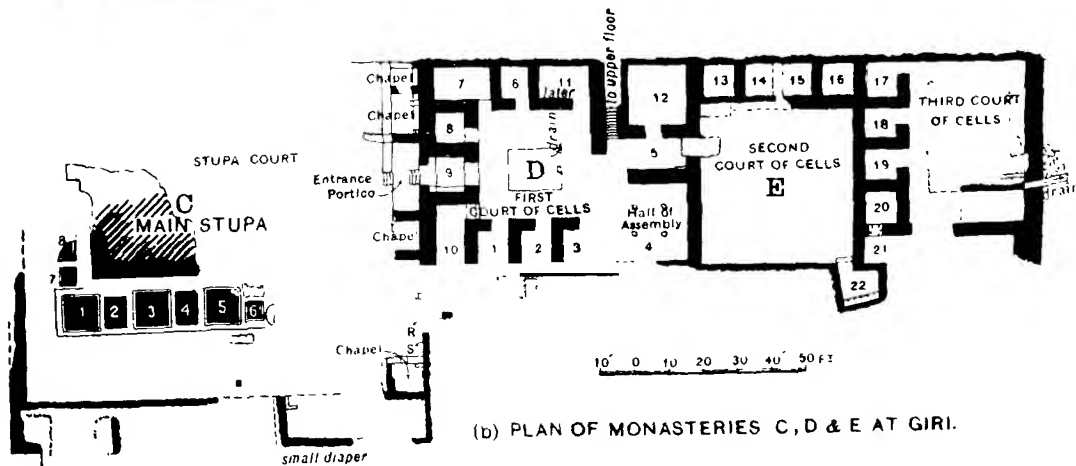 to upper floor
Chapel
7
6
11
later
drain
12
13
14
15
16
17
THIRD COURT
OF CELLS
Chapel
8
18
STUPA COURT
5
SECOND
COURT OF CELLS
E
19
Entrance
Portico
9
D
FIRST
COURT OF CELLS
C
MAIN STUPA
Chapel
10
1
2
3
Hall of
Assembly
4
20
21
drain
22
8
7
1
2
3
4
5
6
R
S
Chapel
10' 0 10 20 30 40' 50 FT
(b) PLAN OF MONASTERIES C, D & E AT GIRI.
small diaper